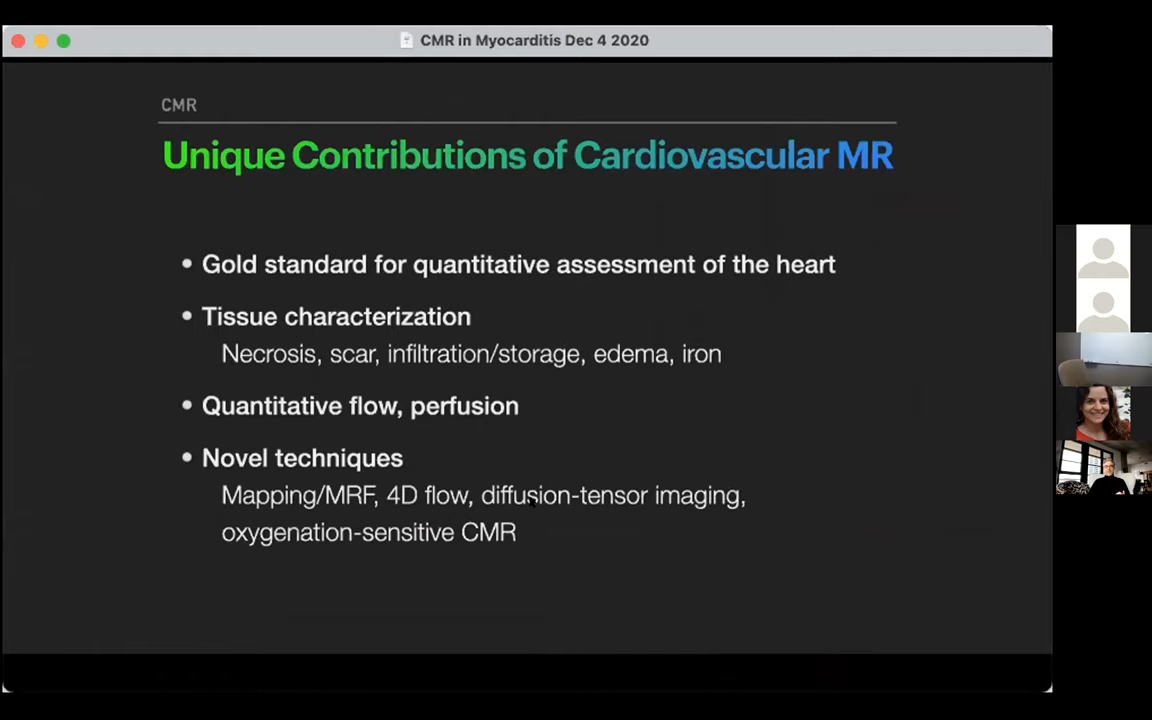 CMR in Myocarditis Dec 4 2020
CMR
Unique Contributions of Cardiovascular MR
• Gold standard for quantitative assessment of the heart
• Tissue characterization
Necrosis, scar, infiltration/storage, edema, iron
• Quantitative flow, perfusion
• Novel techniques
Mapping/MRF, 4D flow, diffusion-tensor imaging,
oxygenation-sensitive CMR